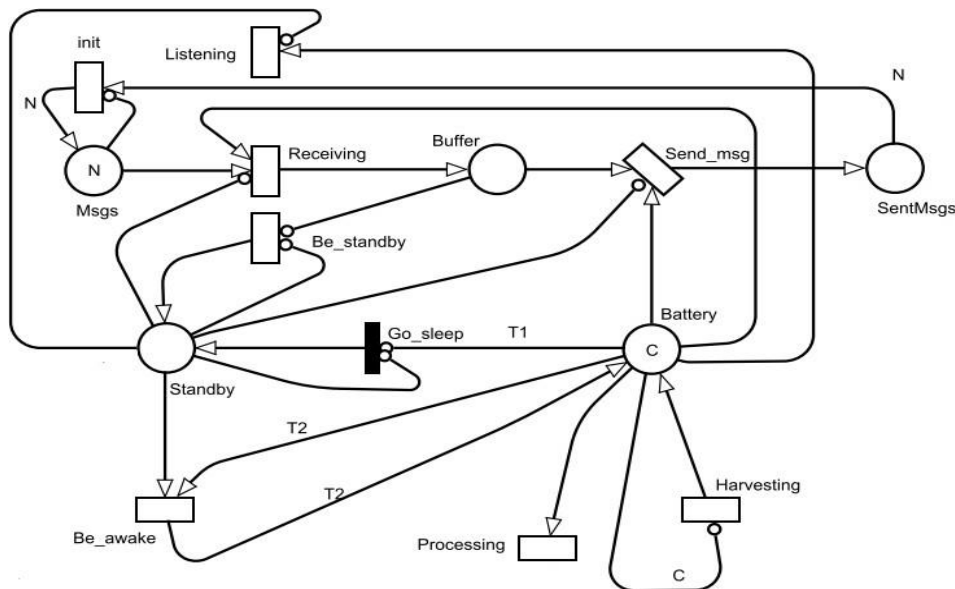 init
Listening
N
N
Buffer
Receiving
Send_msg
N
Msgs
SentMsgs
Be_standby
Battery
Go_sleep
T1
C
Standby
T2
T2
Harvesting
Be_awake
Processing
C